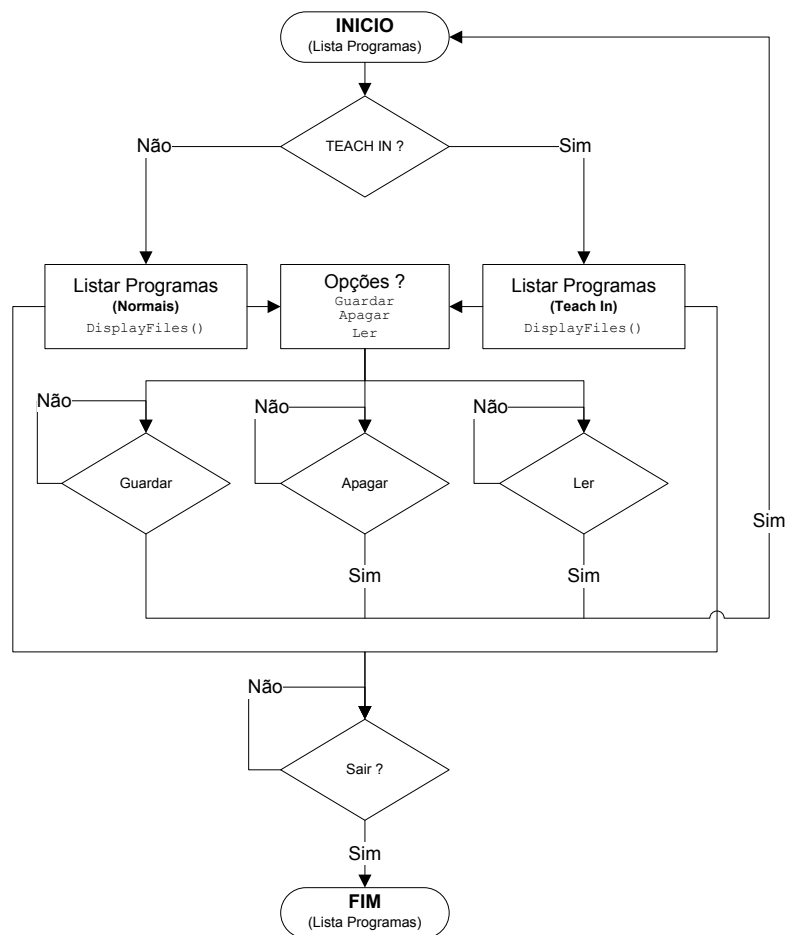 INICIO
(Lista Programas)
TEACH IN ?
Não
Sim
Listar Programas
(Normais)
DisplayFiles()
Opções ?
Guardar
Apagar
Ler
Listar Programas
(Teach In)
DisplayFiles()
Não
Não
Não
Guardar
Apagar
Ler
Sim
Sim
Sim
Não
Sair ?
Sim
FIM
(Lista Programas)